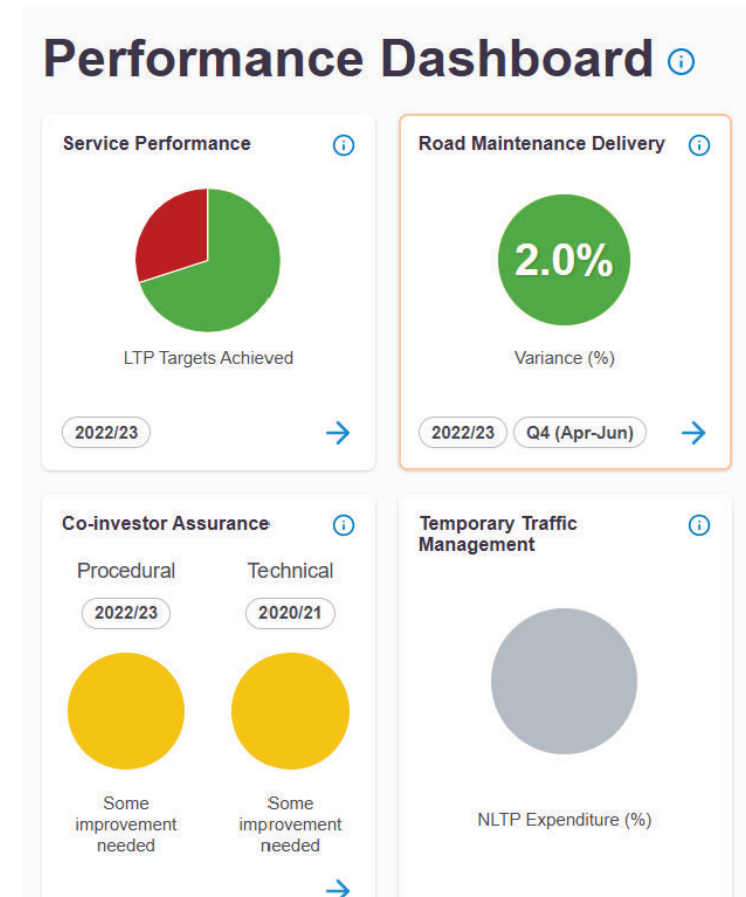 Performance Dashboard
Service Performance
LTP Targets Achieved
2022/23
Road Maintenance Delivery
2.0%
Variance (%)
2022/23 Q4 (Apr-Jun)
Co-investor Assurance
Procedural Technical
2022/23 2020/21
Some Some
improvement improvement
needed needed
Temporary Traffic
Management
NLTP Expenditure (%)